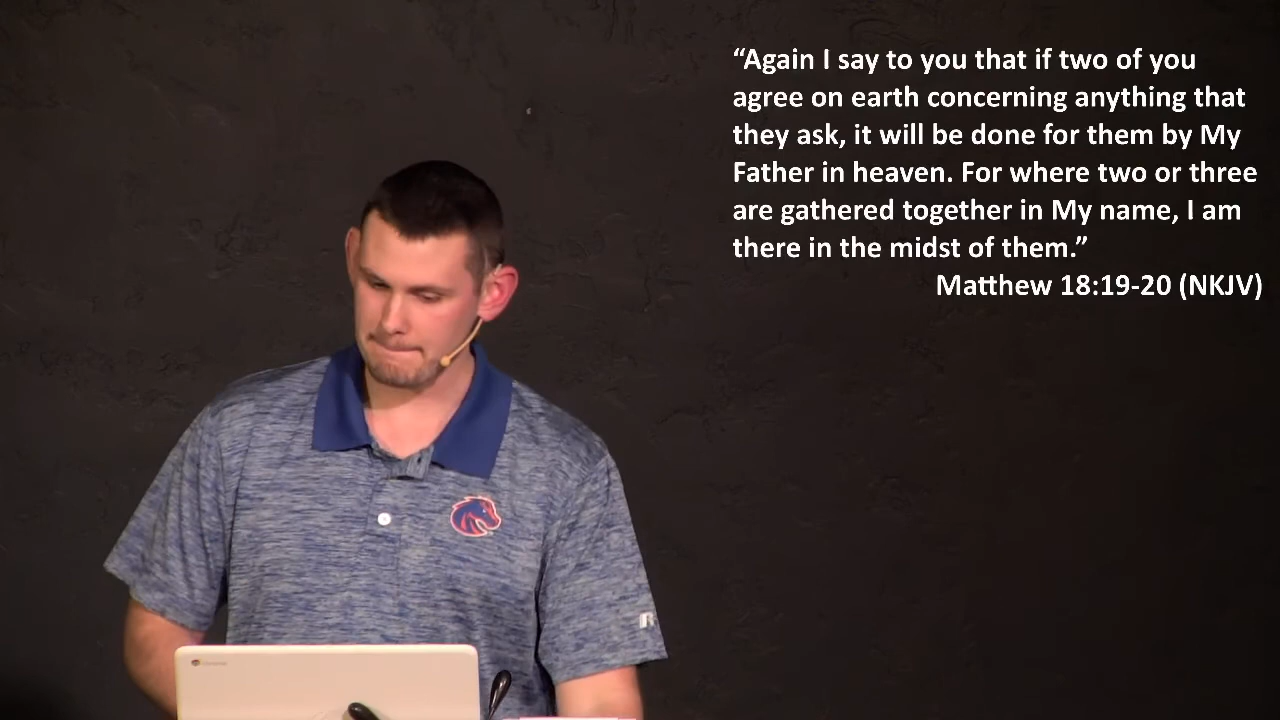 “Again I say to you that if two of you
agree on earth concerning anything that
they ask, it will be done for them by My
Father in heaven. For where two or three
are gathered together in My name, I am
there in the midst of them.”
Matthew 18:19-20 (NKJV)